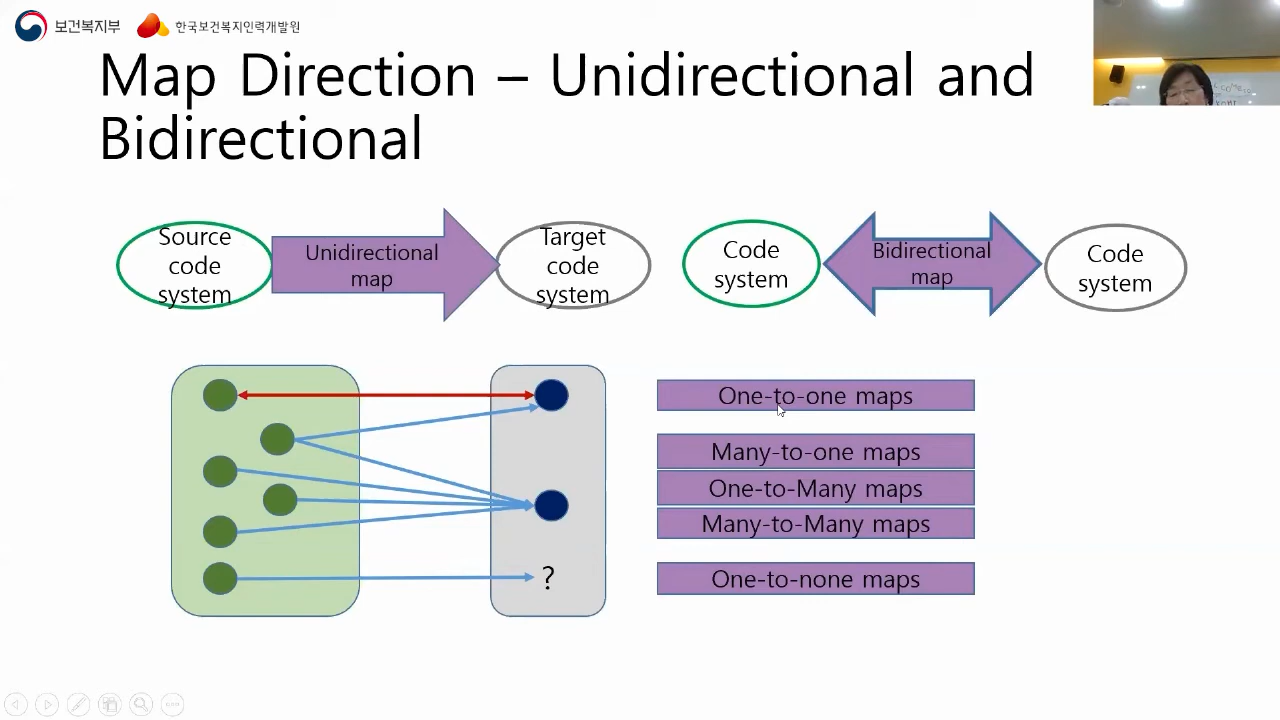 보건복지부
한국보건복지인력개발원
Map Direction – Unidirectional and
Bidirectional
Source
code
system
Unidirectional
map
Target
code
system
Code
system
Bidirectional
map
Code
system
One-to-one maps
Many-to-one maps
One-to-Many maps
Many-to-Many maps
One-to-none maps
?